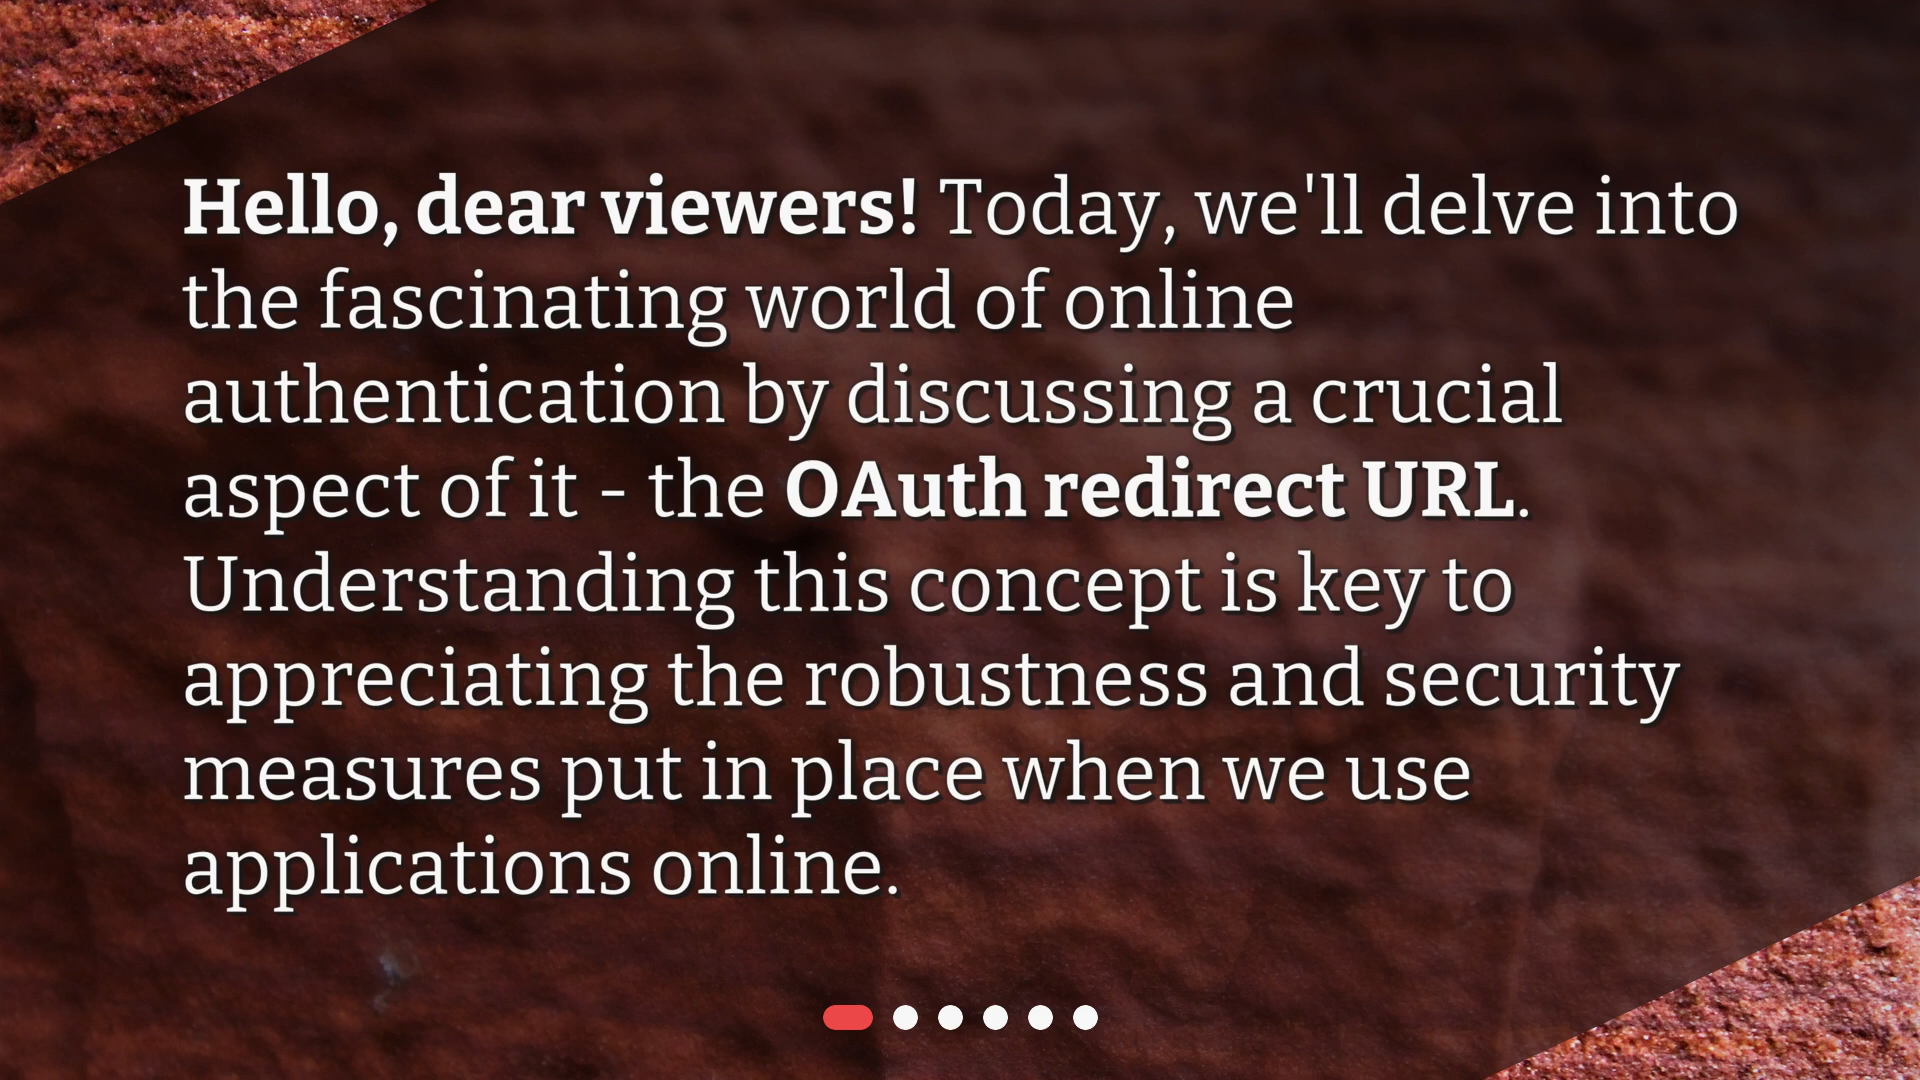 Hello, dear viewers! Today, we'll delve into
the fascinating world of online
authentication by discussing a crucial
aspect of it - the OAuth redirect URL.
Understanding this concept is key to
appreciating the robustness and security
measures put in place when we use
applications online.